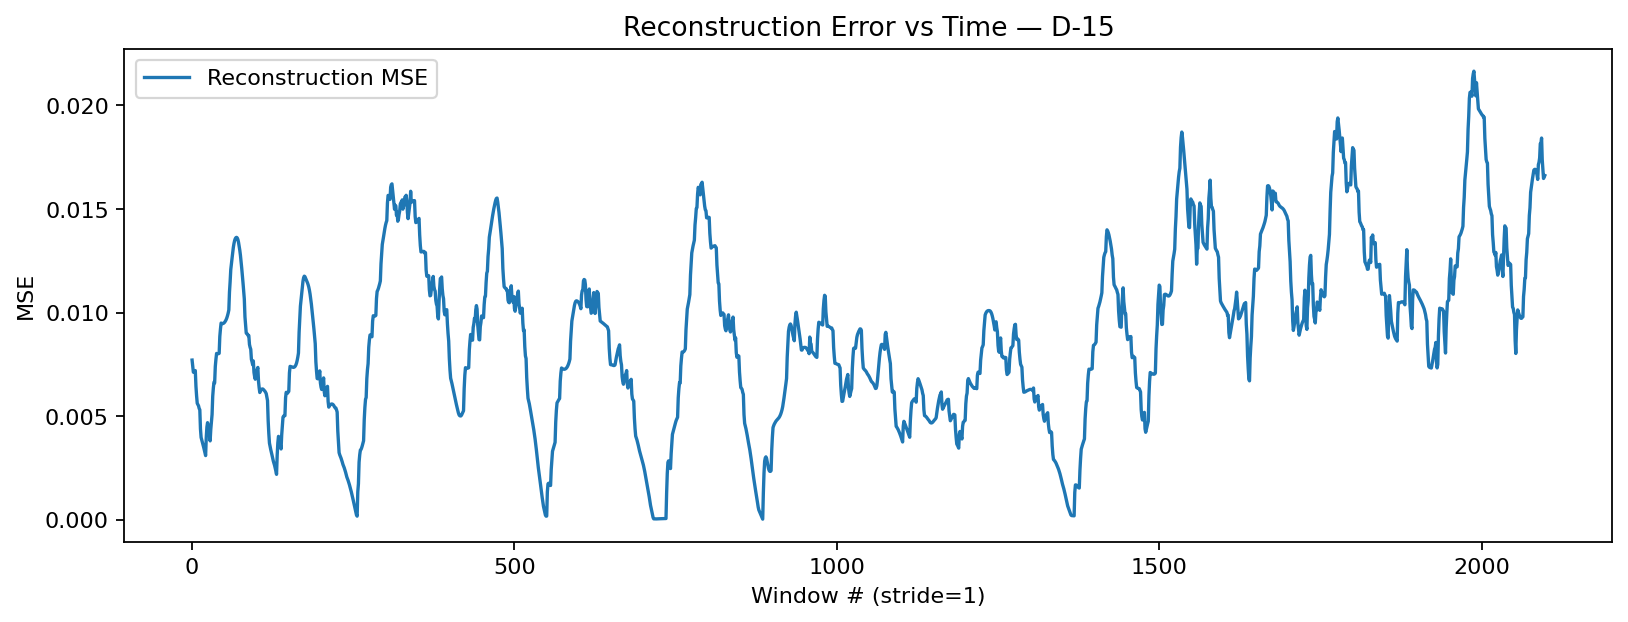 Reconstruction Error vs Time — D-15
Reconstruction MSE
MSE
0.020
0.015
0.010
0.005
0.000
0 500 1000 1500 2000
Window # (stride=1)